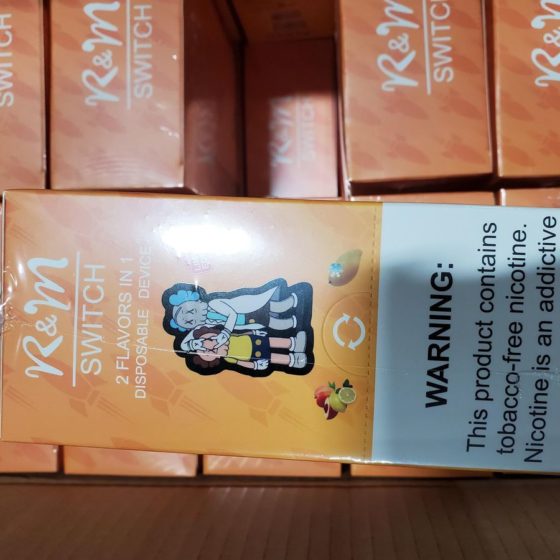 R&M
SWITCH
2 FLAVORS IN 1
DISPOSABLE DEVICE
WARNING:
This product contains
tobacco-free nicotine.
Nicotine is an addictive
R&M
SWITCH
R&M
SWITCH